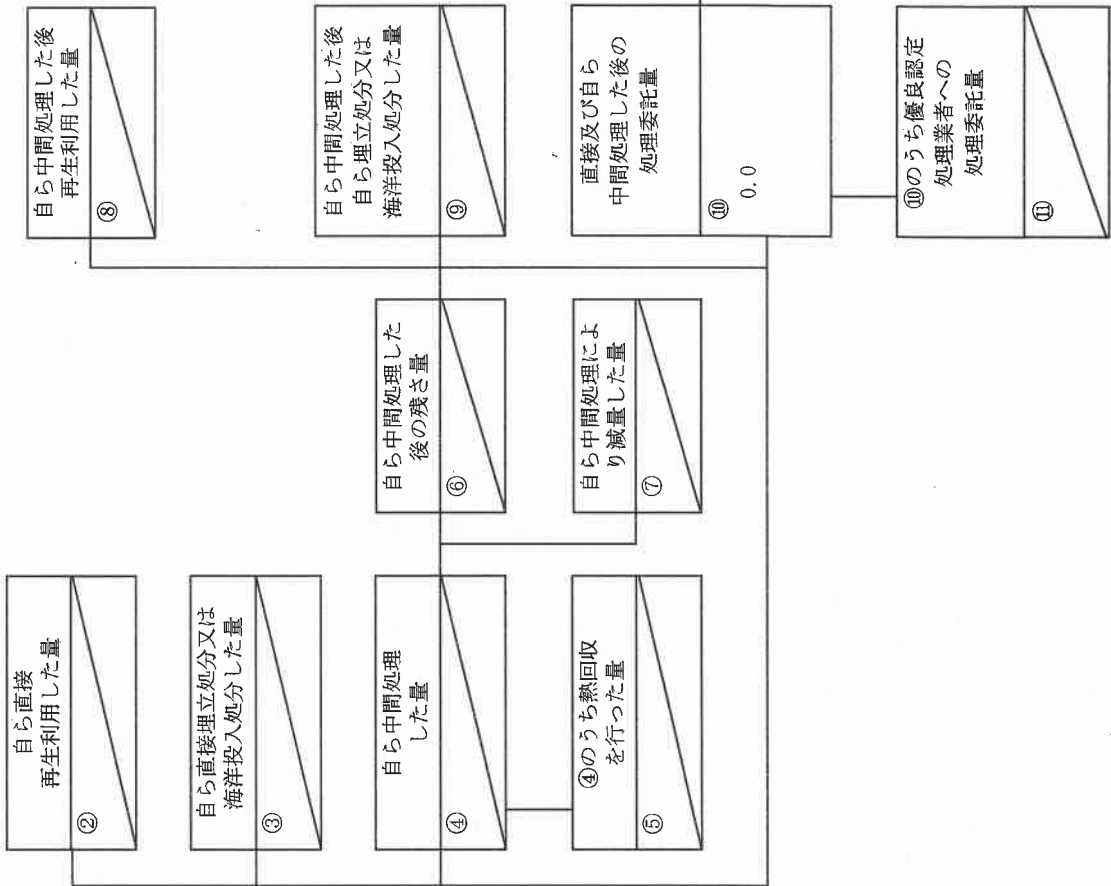 自ら直接
再生利用した量
②
自ら直接埋立処分又は
海洋投入処分した量
③
自ら中間処理
した量
④
④のうち熱回収
を行った量
⑤
自ら中間処理した
後の残さ量
⑥
自ら中間処理によ
り減量した量
⑦
自ら中間処理した後
再生利用した量
⑧
自ら中間処理した後
自ら埋立処分又は
海洋投入処分した量
⑨
直接及び自ら
中間処理した後の
処理委託量
⑩
0.0
⑩のうち優良認定
処理業者への
処理委託量
⑪